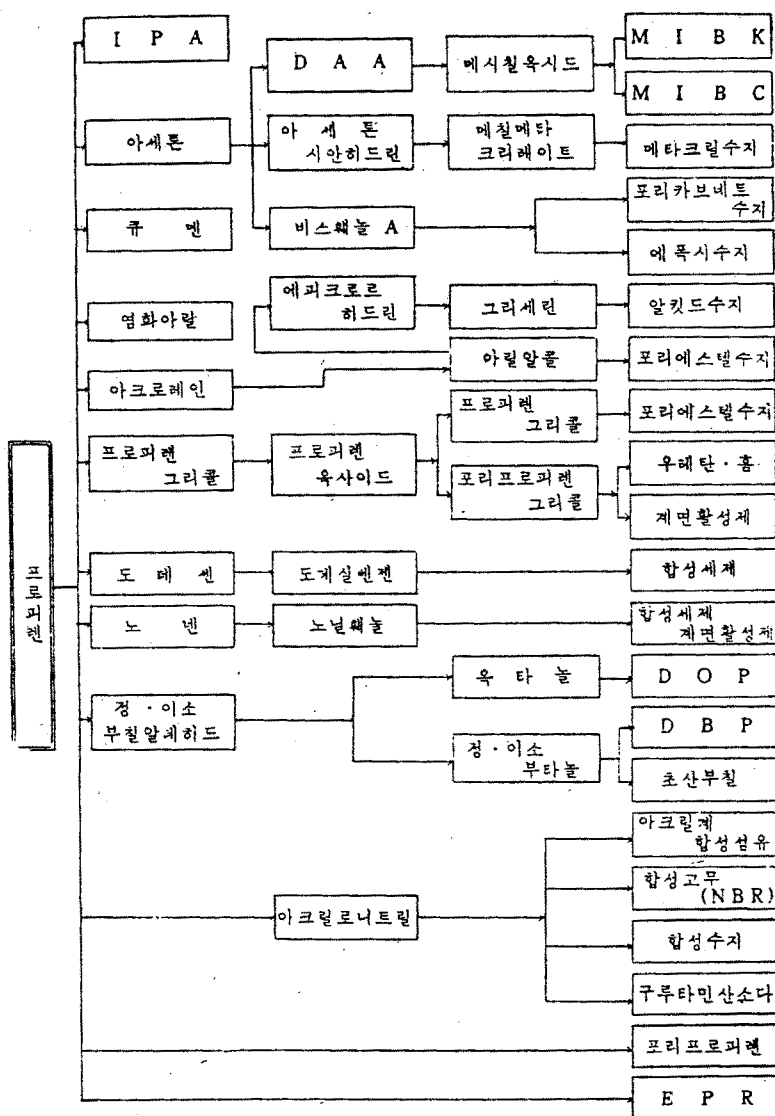 I P A
D A A
메시칠옥시드
M I B K
M I B C
아세톤
아 세 톤
시안히드린
메칠메타
크리레이트
메타크릴수지
큐 멘
비스홰놀 A
포리카브네트
수지
에폭시수지
염화아랄
에피크로르
히드린
그리세린
알킷드수지
아크로레인
아릴알콜
포리에스텔수지
프로피렌
그리콜
프로피렌
옥사이드
프로피렌
그리콜
포리에스텔수지
포리프로피렌
그리콜
우레탄·홈
계면활성제
프로피렌
도 데 센
도게실벤젠
합성세제
노 넨
노닐홰놀
합성세제
계면활성제
정·이소
부칠알데히드
옥 타 놀
D O P
정·이소
부타놀
D B P
초산부칠
아크릴로니트릴
아크릴계
합성섬유
합성고무
(NBR)
합성수지
구루타민산소다
포리프로피렌
E P R